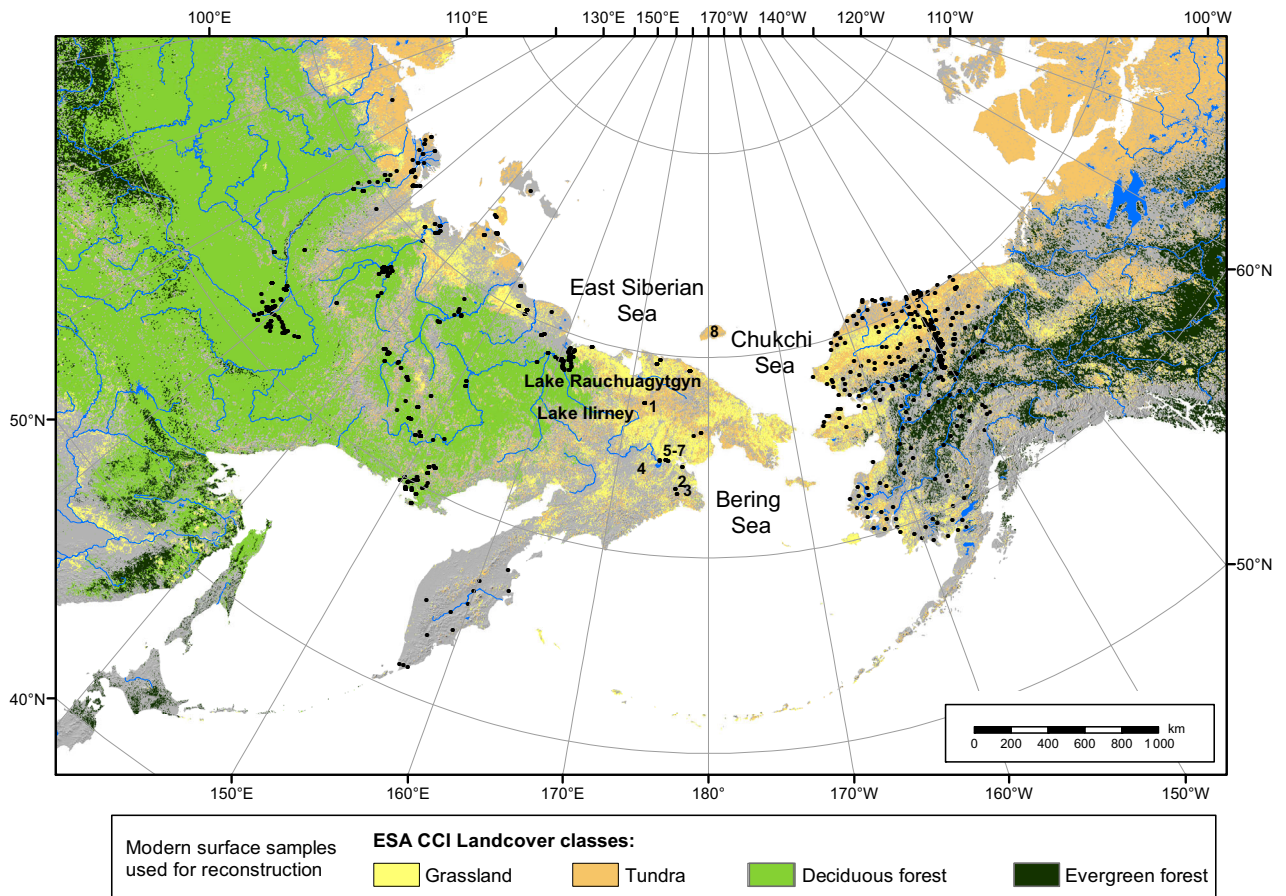 100°E 110°E 130°E 150°E 170°W 140°W 120°W 110°W 100°W
60°N
East Siberian
Sea
8
Chukchi
Sea
Lake Rauchuagytgyn
1
Lake Ilirney
50°N
5-7
4
2
3
Bering
Sea
50°N
40°N
km
0 200 400 600 800 1000
150°E 160°E 170°E 180° 170°W 160°W 150°W
Modern surface samples
used for reconstruction
ESA CCI Landcover classes:
Grassland Tundra Deciduous forest Evergreen forest